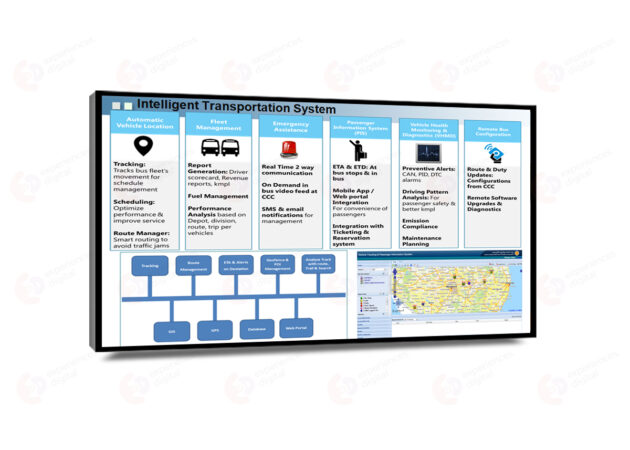 Intelligent Transportation System
Automatic
Vehicle Location
Tracking:
Tracks bus fleet's
movement for
schedule
management
Scheduling:
Optimize
performance &
improve service
Route Manager:
Smart routing to
avoid traffic jams
Fleet
Management
Report
Generation: Driver
scorecard, Revenue
reports, kmpl
Fuel Management
Performance
Analysis based on
Depot, division,
route, trip per
vehicles
Emergency
Assistance
Real Time 2 way
communication
On Demand in
bus video feed at
CCC
SMS & email
notifications for
management
Passenger
Information System
(PIS)
ETA & ETD: At
bus stops & in
bus
Mobile App /
Web portal
Integration
For convenience of
passengers
Integration with
Ticketing &
Reservation
system
Vehicle Health
Monitoring &
Diagnostics (VHMD)
Preventive Alerts:
CAN, PID, DTC
alarms
Driving Pattern
Analysis: For
passenger safety &
better kmpl
Emission
Compliance
Maintenance
Planning
Remote Bus
Configuration
Route & Duty
Updates:
Configurations
from CCC
Remote Software
Upgrades &
Diagnostics
Tracking
Route
Management
ETA & Alerts
on Deviation
Geofence &
POI
Management
Analyze Track
with route,
Trail & Search
GIS
GPS
Database
Web Portal
experiences
digital